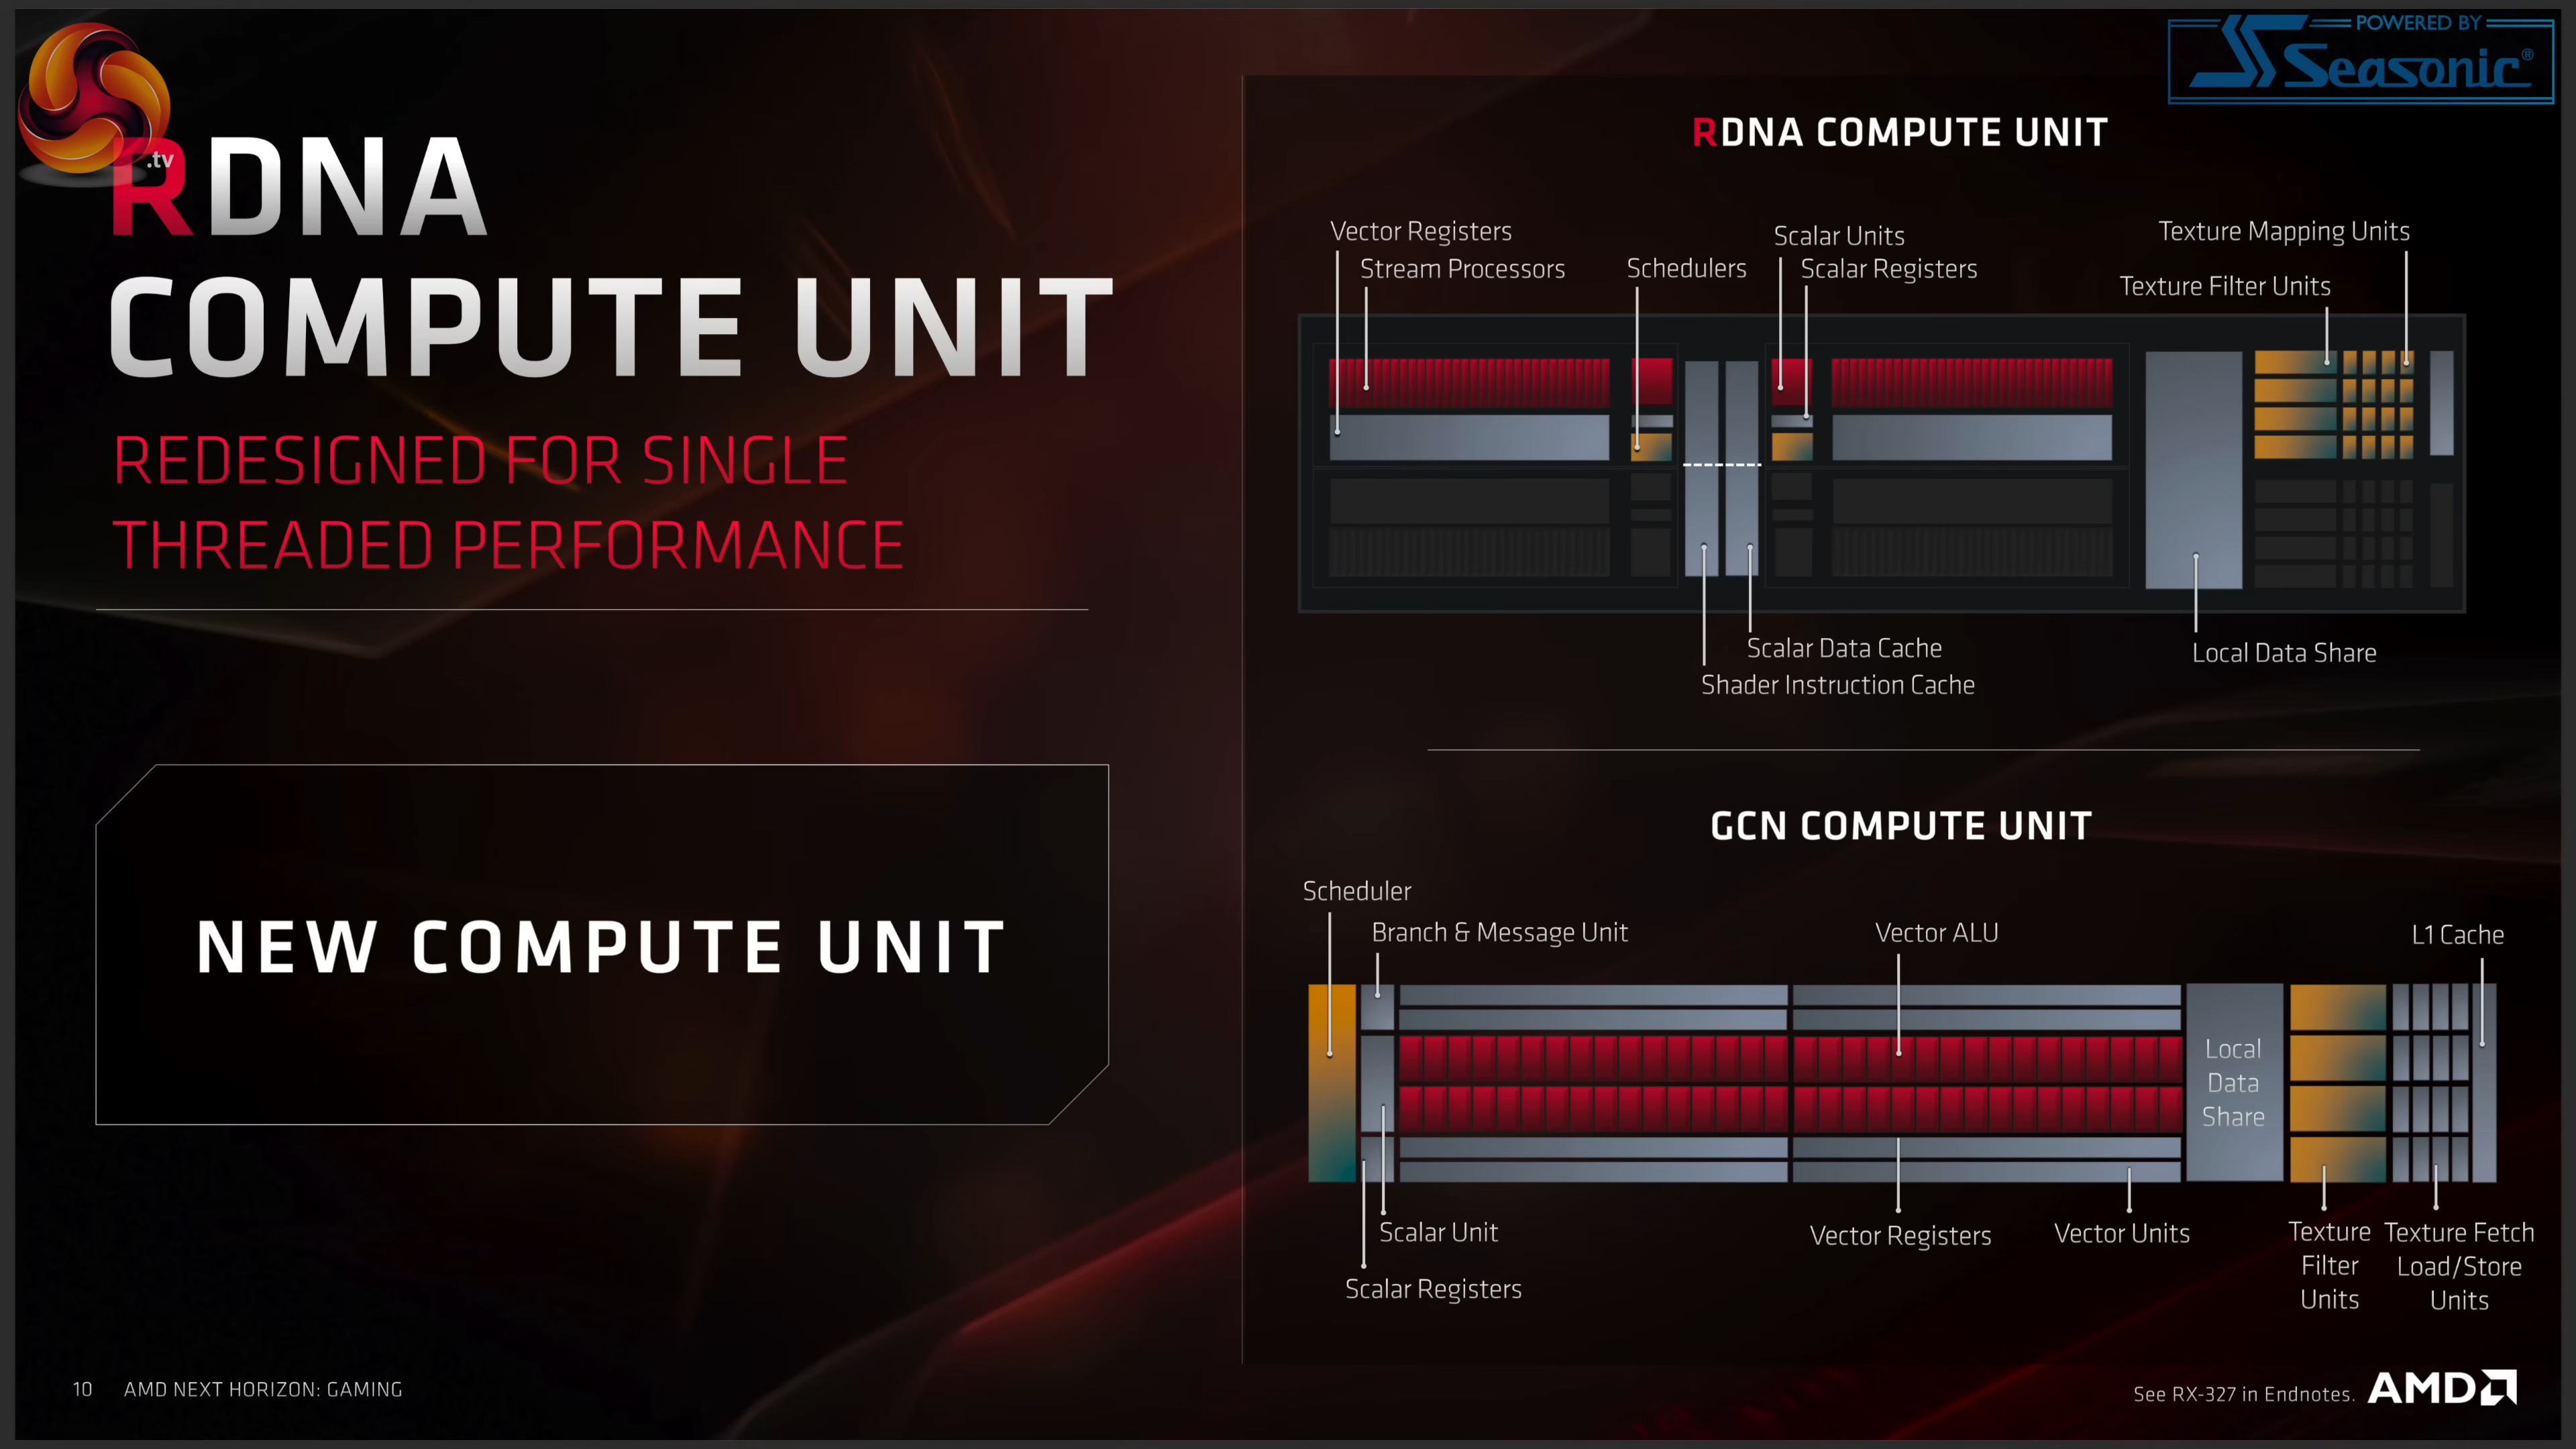 POWERED BY
Seasonic®
.tv
RDNA
COMPUTE UNIT
REDESIGNED FOR SINGLE
THREADED PERFORMANCE
NEW COMPUTE UNIT
RDNA COMPUTE UNIT
Vector Registers
Stream Processors
Schedulers
Scalar Units
Scalar Registers
Texture Mapping Units
Texture Filter Units
Scalar Data Cache
Shader Instruction Cache
Local Data Share
GCN COMPUTE UNIT
Scheduler
Branch & Message Unit
Vector ALU
L1 Cache
Local
Data
Share
Scalar Unit
Scalar Registers
Vector Registers
Vector Units
Texture
Filter
Units
Texture Fetch
Load/Store
Units
10 AMD NEXT HORIZON: GAMING
See RX-327 in Endnotes.
AMD